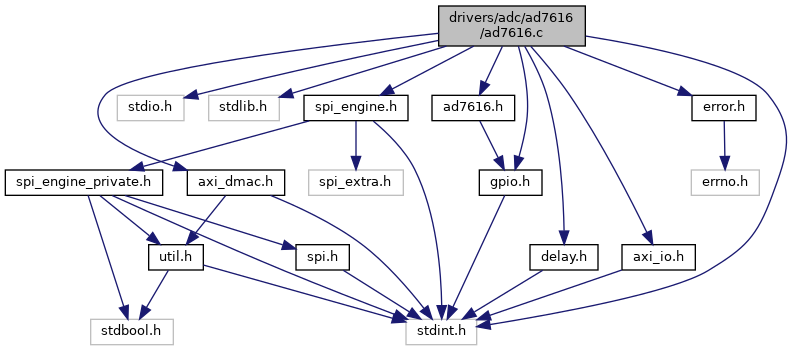 drivers/adc/ad7616
/ad7616.c
stdio.h
stdlib.h
spi_engine.h
ad7616.h
error.h
spi_engine_private.h
axi_dmac.h
spi_extra.h
gpio.h
errno.h
util.h
spi.h
delay.h
axi_io.h
stdbool.h
stdint.h